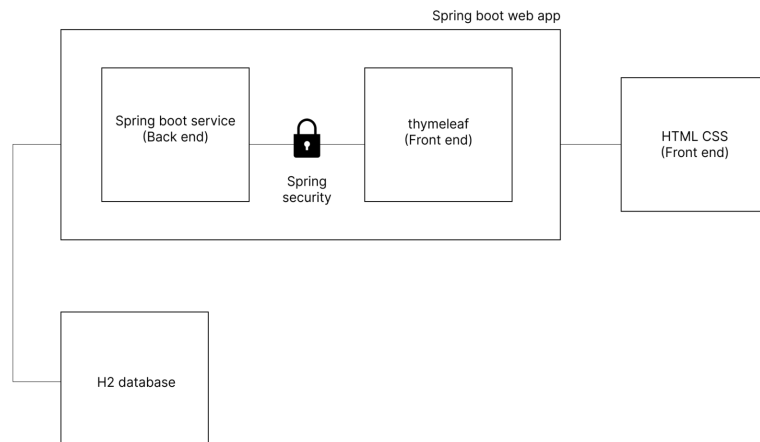 Spring boot web app
Spring boot service
(Back end)
Spring
security
thymeleaf
(Front end)
HTML CSS
(Front end)
H2 database